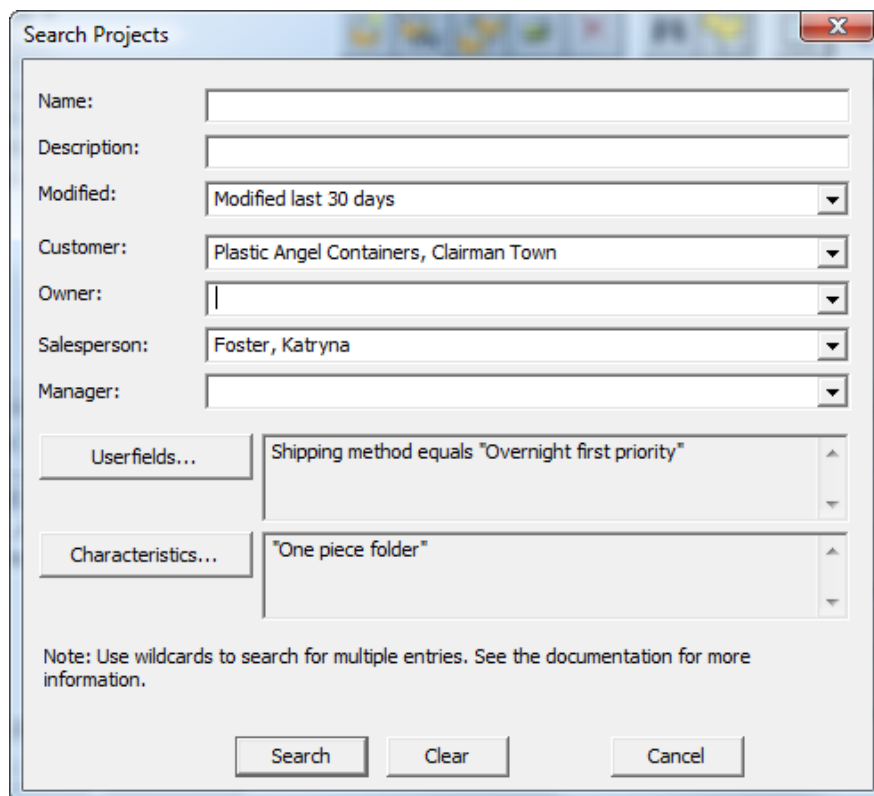 Search Projects
Name:
Description:
Modified: Modified last 30 days
Customer: Plastic Angel Containers, Clairman Town
Owner:
Salesperson: Foster, Katryna
Manager:
Userfields... Shipping method equals "Overnight first priority"
Characteristics... "One piece folder"
Note: Use wildcards to search for multiple entries. See the documentation for more
information.
Search Clear Cancel